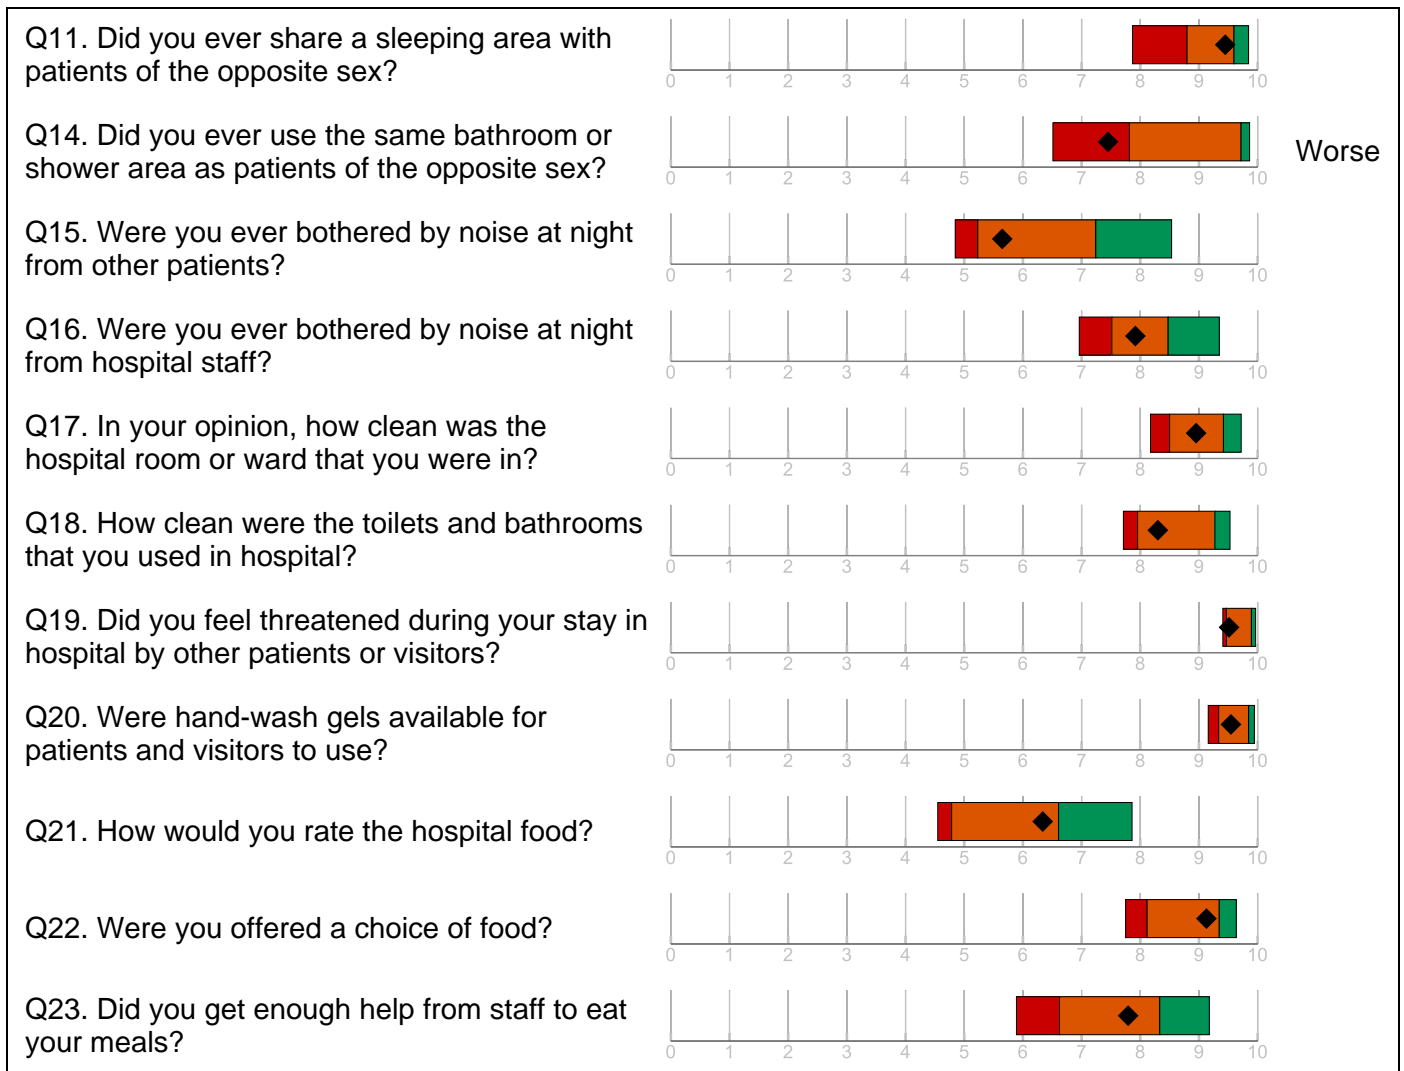 Q11. Did you ever share a sleeping area with
patients of the opposite sex?
0 1 2 3 4 5 6 7 8 9 10
Q14. Did you ever use the same bathroom or
shower area as patients of the opposite sex?
Worse
0 1 2 3 4 5 6 7 8 9 10
Q15. Were you ever bothered by noise at night
from other patients?
0 1 2 3 4 5 6 7 8 9 10
Q16. Were you ever bothered by noise at night
from hospital staff?
0 1 2 3 4 5 6 7 8 9 10
Q17. In your opinion, how clean was the
hospital room or ward that you were in?
0 1 2 3 4 5 6 7 8 9 10
Q18. How clean were the toilets and bathrooms
that you used in hospital?
0 1 2 3 4 5 6 7 8 9 10
Q19. Did you feel threatened during your stay in
hospital by other patients or visitors?
0 1 2 3 4 5 6 7 8 9 10
Q20. Were hand-wash gels available for
patients and visitors to use?
0 1 2 3 4 5 6 7 8 9 10
Q21. How would you rate the hospital food?
0 1 2 3 4 5 6 7 8 9 10
Q22. Were you offered a choice of food?
0 1 2 3 4 5 6 7 8 9 10
Q23. Did you get enough help from staff to eat
your meals?
0 1 2 3 4 5 6 7 8 9 10